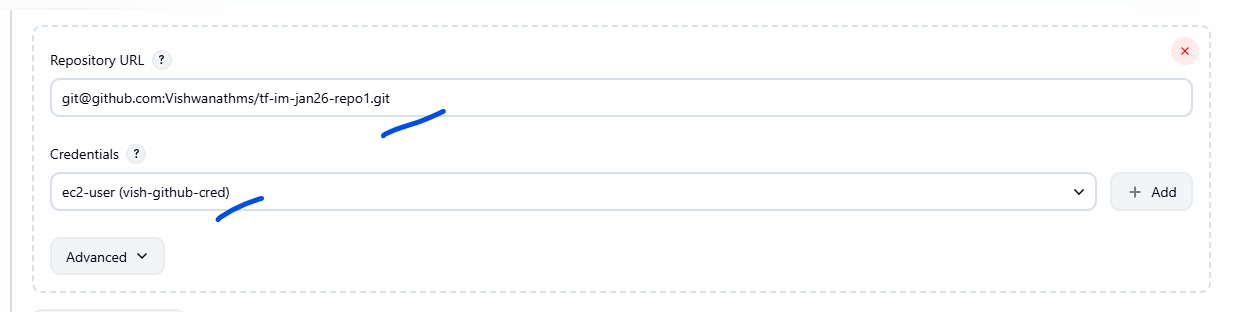 Repository URL ?
git@github.com:Vishwanathms/tf-im-jan26-repo1.git
Credentials ?
ec2-user (vish-github-cred)
+ Add
Advanced